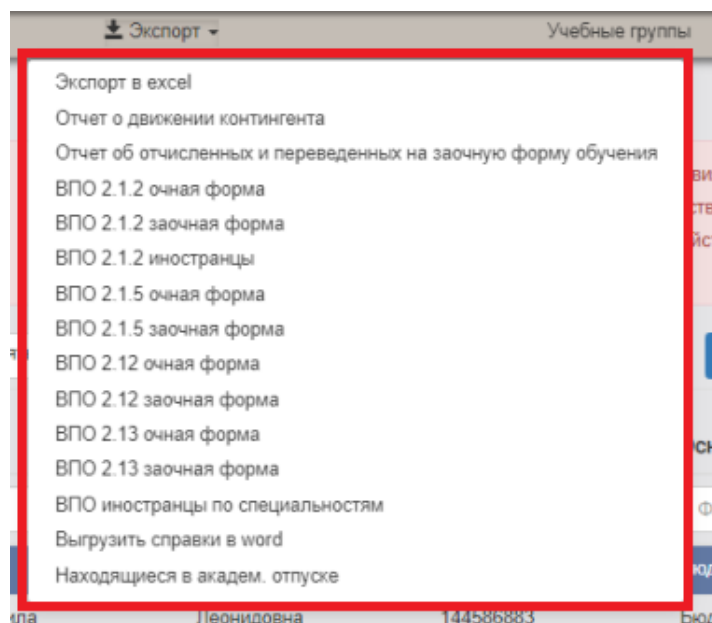 Экспорт
Учебные группы
Экспорт в excel
Отчет о движении контингента
Отчет об отчисленных и переведенных на заочную форму обучения
ВПО 2.1.2 очная форма
ВПО 2.1.2 заочная форма
ВПО 2.1.2 иностранцы
ВПО 2.1.5 очная форма
ВПО 2.1.5 заочная форма
ВПО 2.12 очная форма
ВПО 2.12 заочная форма
ВПО 2.13 очная форма
ВПО 2.13 заочная форма
ВПО иностранцы по специальностям
Выгрузить справки в word
Находящиеся в академ. отпуске
Леонидовна 144586883